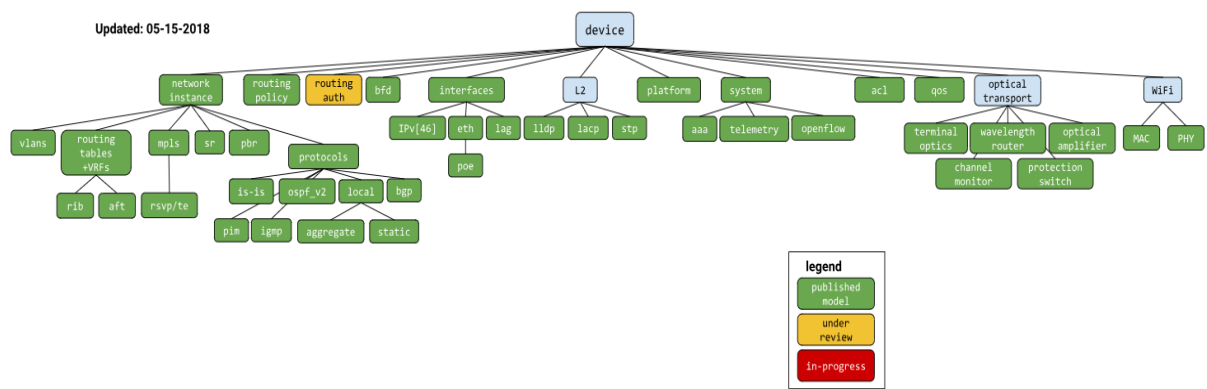 Updated: 05-15-2018
device
network
instance
routing
policy
routing
auth
bfd
interfaces
L2
platform
system
acl
qos
optical
transport
WiFi
vlans
routing
tables
+VRFs
mpls
sr
pbr
protocols
IPv[46]
eth
lag
lldp
lacp
stp
aaa
telemetry
openflow
terminal
optics
wavelength
router
optical
amplifier
MAC
PHY
poe
channel
monitor
protection
switch
is-is
ospf_v2
local
bgp
rib
aft
rsvp/te
pim
igmp
aggregate
static
legend
published
model
under
review
in-progress